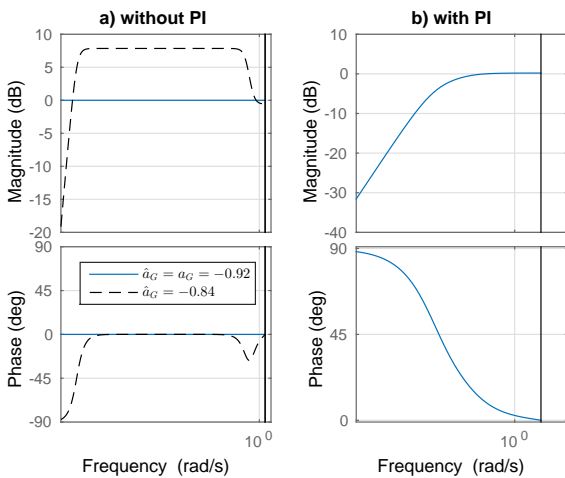 a) without PI
10
5
0
-5
-10
-15
-20
Magnitude (dB)
90
45
0
-45
-90
Phase (deg)
â_G = a_G = −0.92
â_G = −0.84
10^0
Frequency (rad/s)
b) with PI
10
0
-10
-20
-30
-40
Magnitude (dB)
90
45
0
Phase (deg)
10^0
Frequency (rad/s)